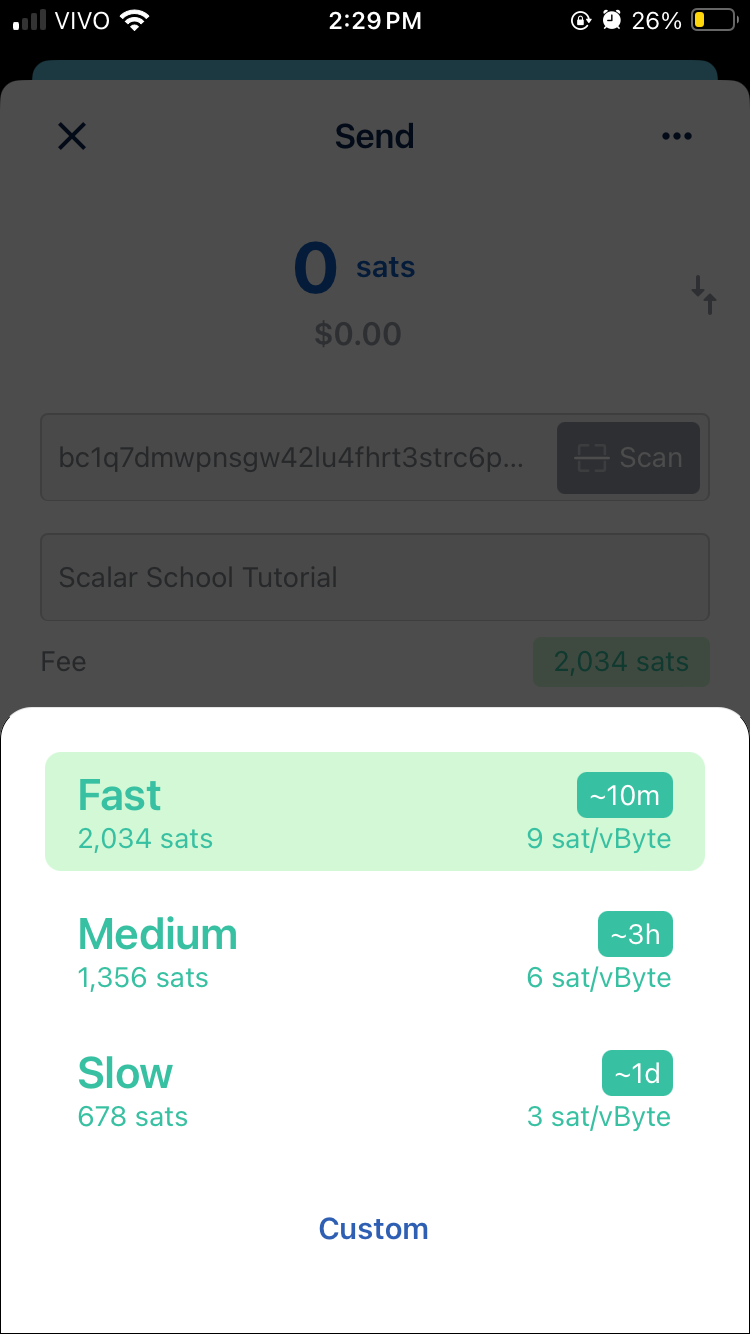 VIVO 2:29 PM 26%
Send
0 sats
$0.00
bc1q7dmwpnsgw42lu4fhrt3strc6p... Scan
Scalar School Tutorial
Fee 2,034 sats
Fast ~10m
2,034 sats 9 sat/vByte
Medium ~3h
1,356 sats 6 sat/vByte
Slow ~1d
678 sats 3 sat/vByte
Custom